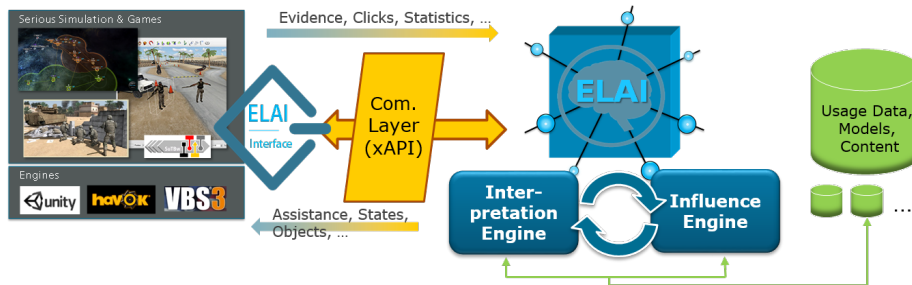 Serious Simulation & Games
Evidence, Clicks, Statistics, ...
ELAI
Interface
Com.
Layer
(xAPI)
ELAI
Usage Data,
Models,
Content
...
Engines
unity
havok
VBS3
Assistance, States,
Objects, ...
Inter-
pretation
Engine
Influence
Engine